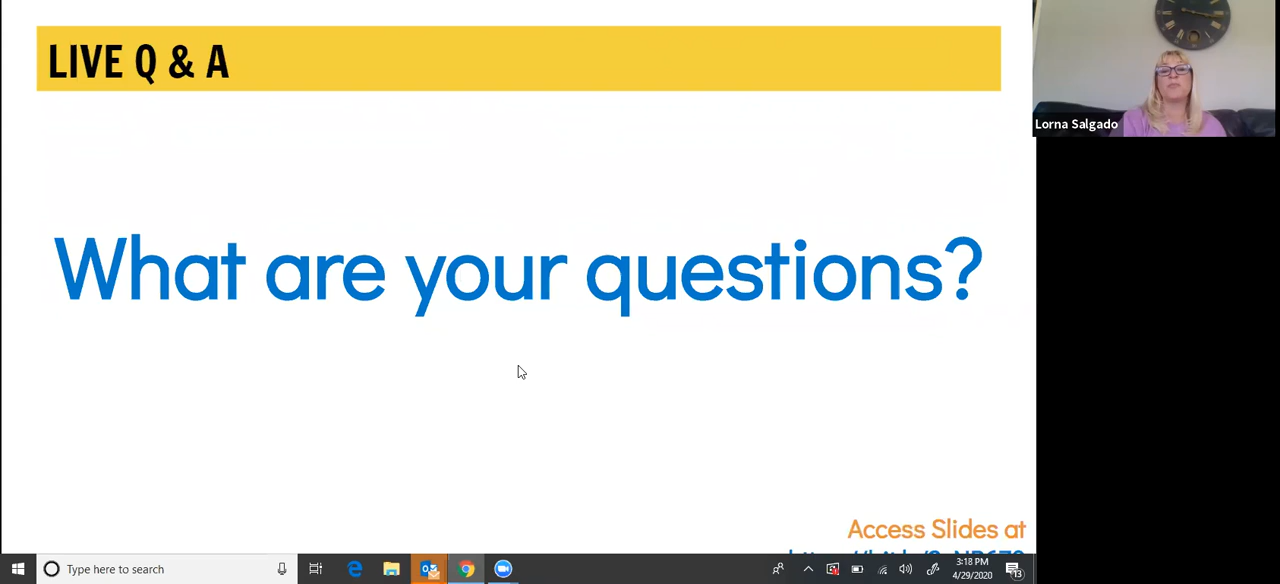 LIVE Q & A
Lorna Salgado
What are your questions?
Access Slides at
Type here to search
3:18 PM
4/29/2020
13